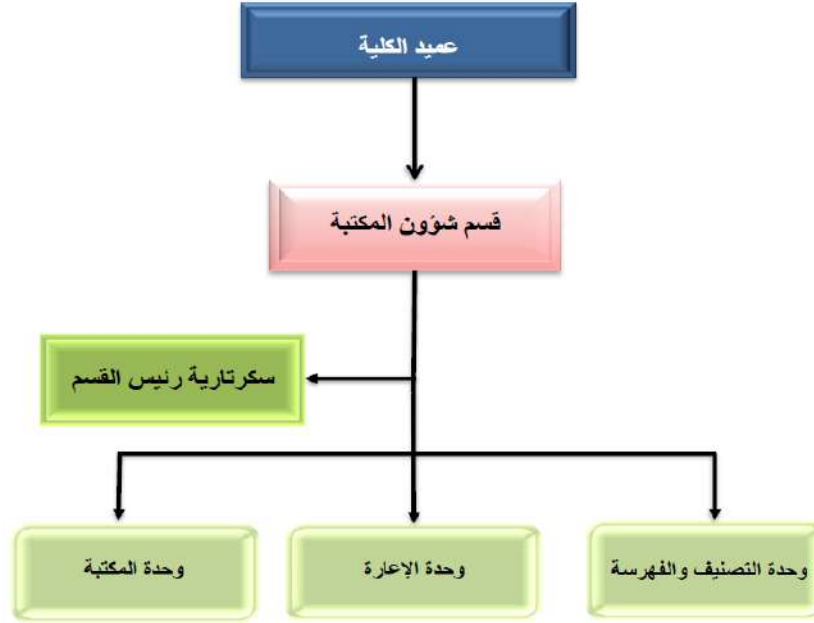 عميد الكلية
قسم شؤون المكتبة
سكرتارية رئيس القسم
وحدة التصنيف والفهرسة
وحدة الإعارة
وحدة المكتبة